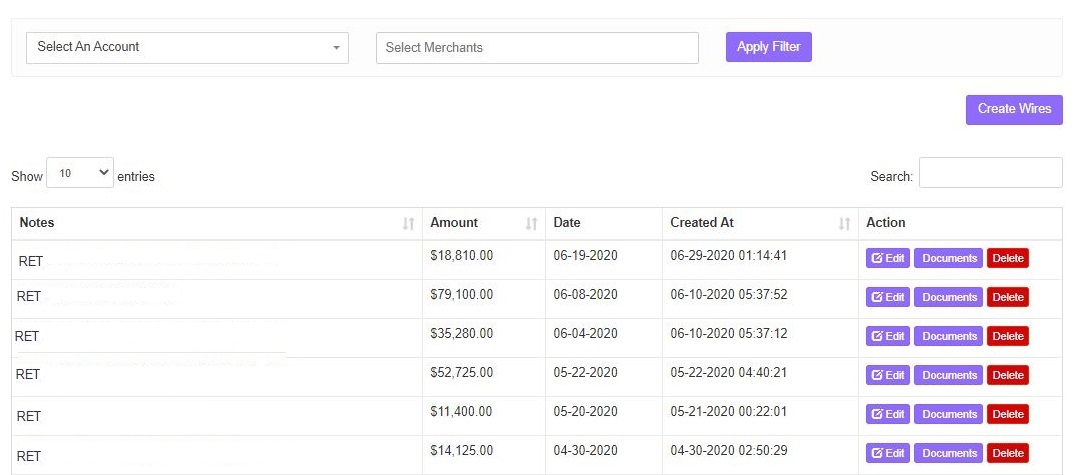 Select An Account Select Merchants Apply Filter
Create Wires
Show 10 entries Search:
Notes Amount Date Created At Action
RET $18,810.00 06-19-2020 06-29-2020 01:14:41 Edit Documents Delete
RET $79,100.00 06-08-2020 06-10-2020 05:37:52 Edit Documents Delete
RET $35,280.00 06-04-2020 06-10-2020 05:37:12 Edit Documents Delete
RET $52,725.00 05-22-2020 05-22-2020 04:40:21 Edit Documents Delete
RET $11,400.00 05-20-2020 05-21-2020 00:22:01 Edit Documents Delete
RET $14,125.00 04-30-2020 04-30-2020 02:50:29 Edit Documents Delete